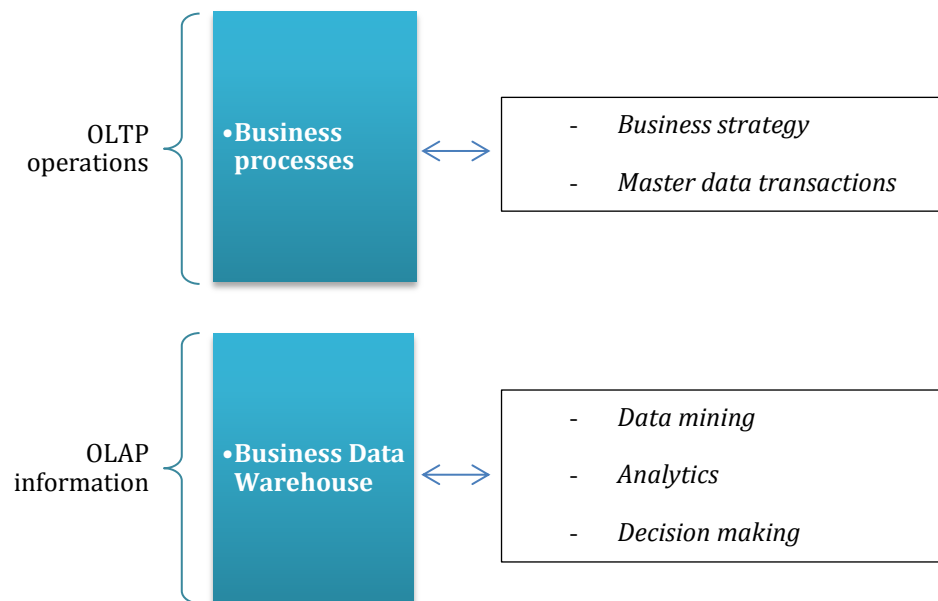 OLTP
operations
•Business
processes
- Business strategy
- Master data transactions
OLAP
information
•Business Data
Warehouse
- Data mining
- Analytics
- Decision making